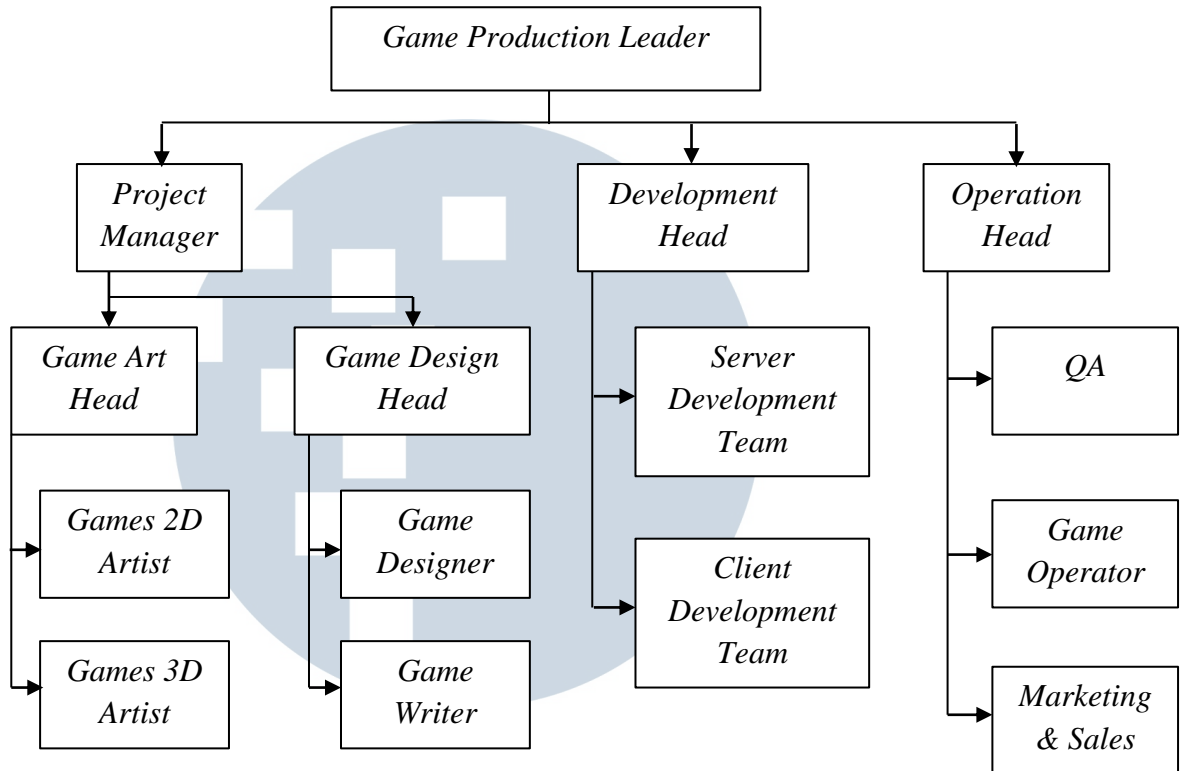 Game Production Leader
Project
Manager
Development
Head
Operation
Head
Game Art
Head
Game Design
Head
Server
Development
Team
QA
Games 2D
Artist
Game
Designer
Client
Development
Team
Game
Operator
Games 3D
Artist
Game
Writer
Marketing
& Sales